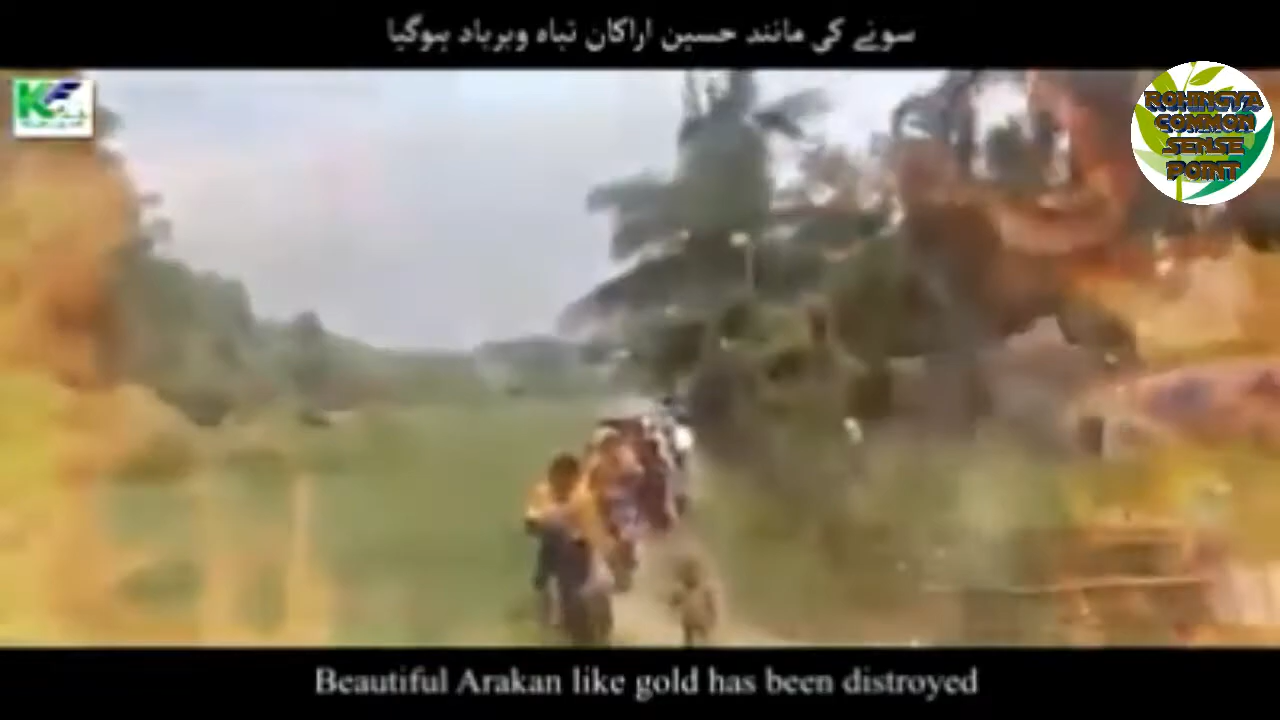 سونے کی مانند حسین اراکان تباہ وبرباد ہوگیا
K
ROHINGYA
COMMON
SENSE
POINT
Beautiful Arakan like gold has been distroyed